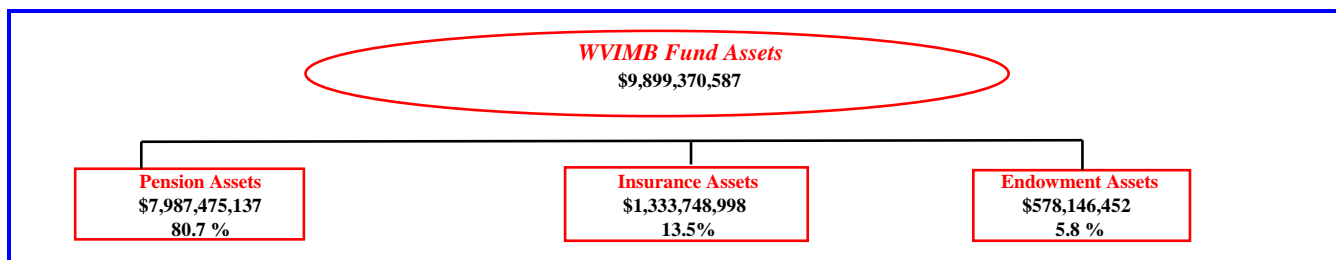 WVIMB Fund Assets
$9,899,370,587
Pension Assets
$7,987,475,137
80.7 %
Insurance Assets
$1,333,748,998
13.5%
Endowment Assets
$578,146,452
5.8 %